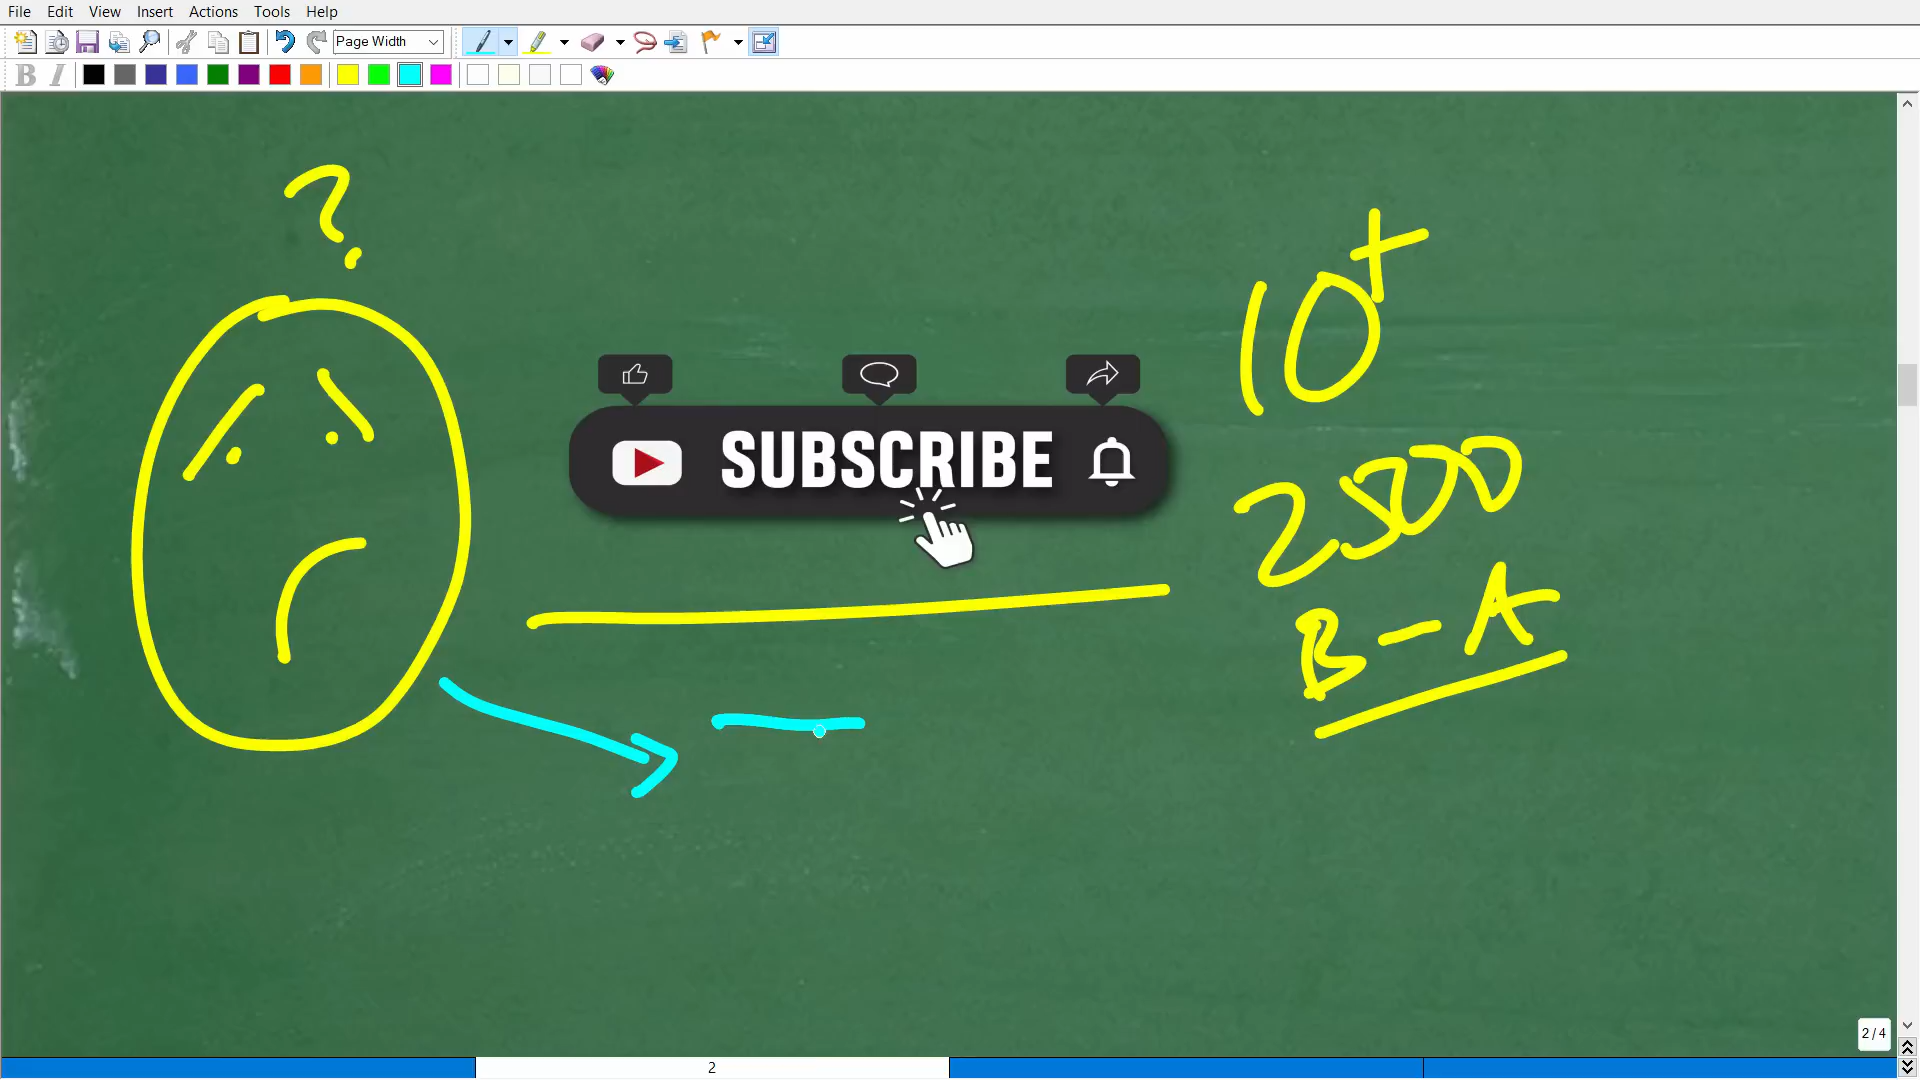 File Edit View Insert Actions Tools Help
Page Width
B I
?
10+
SUBSCRIBE
2500
B - A
2 / 4
2